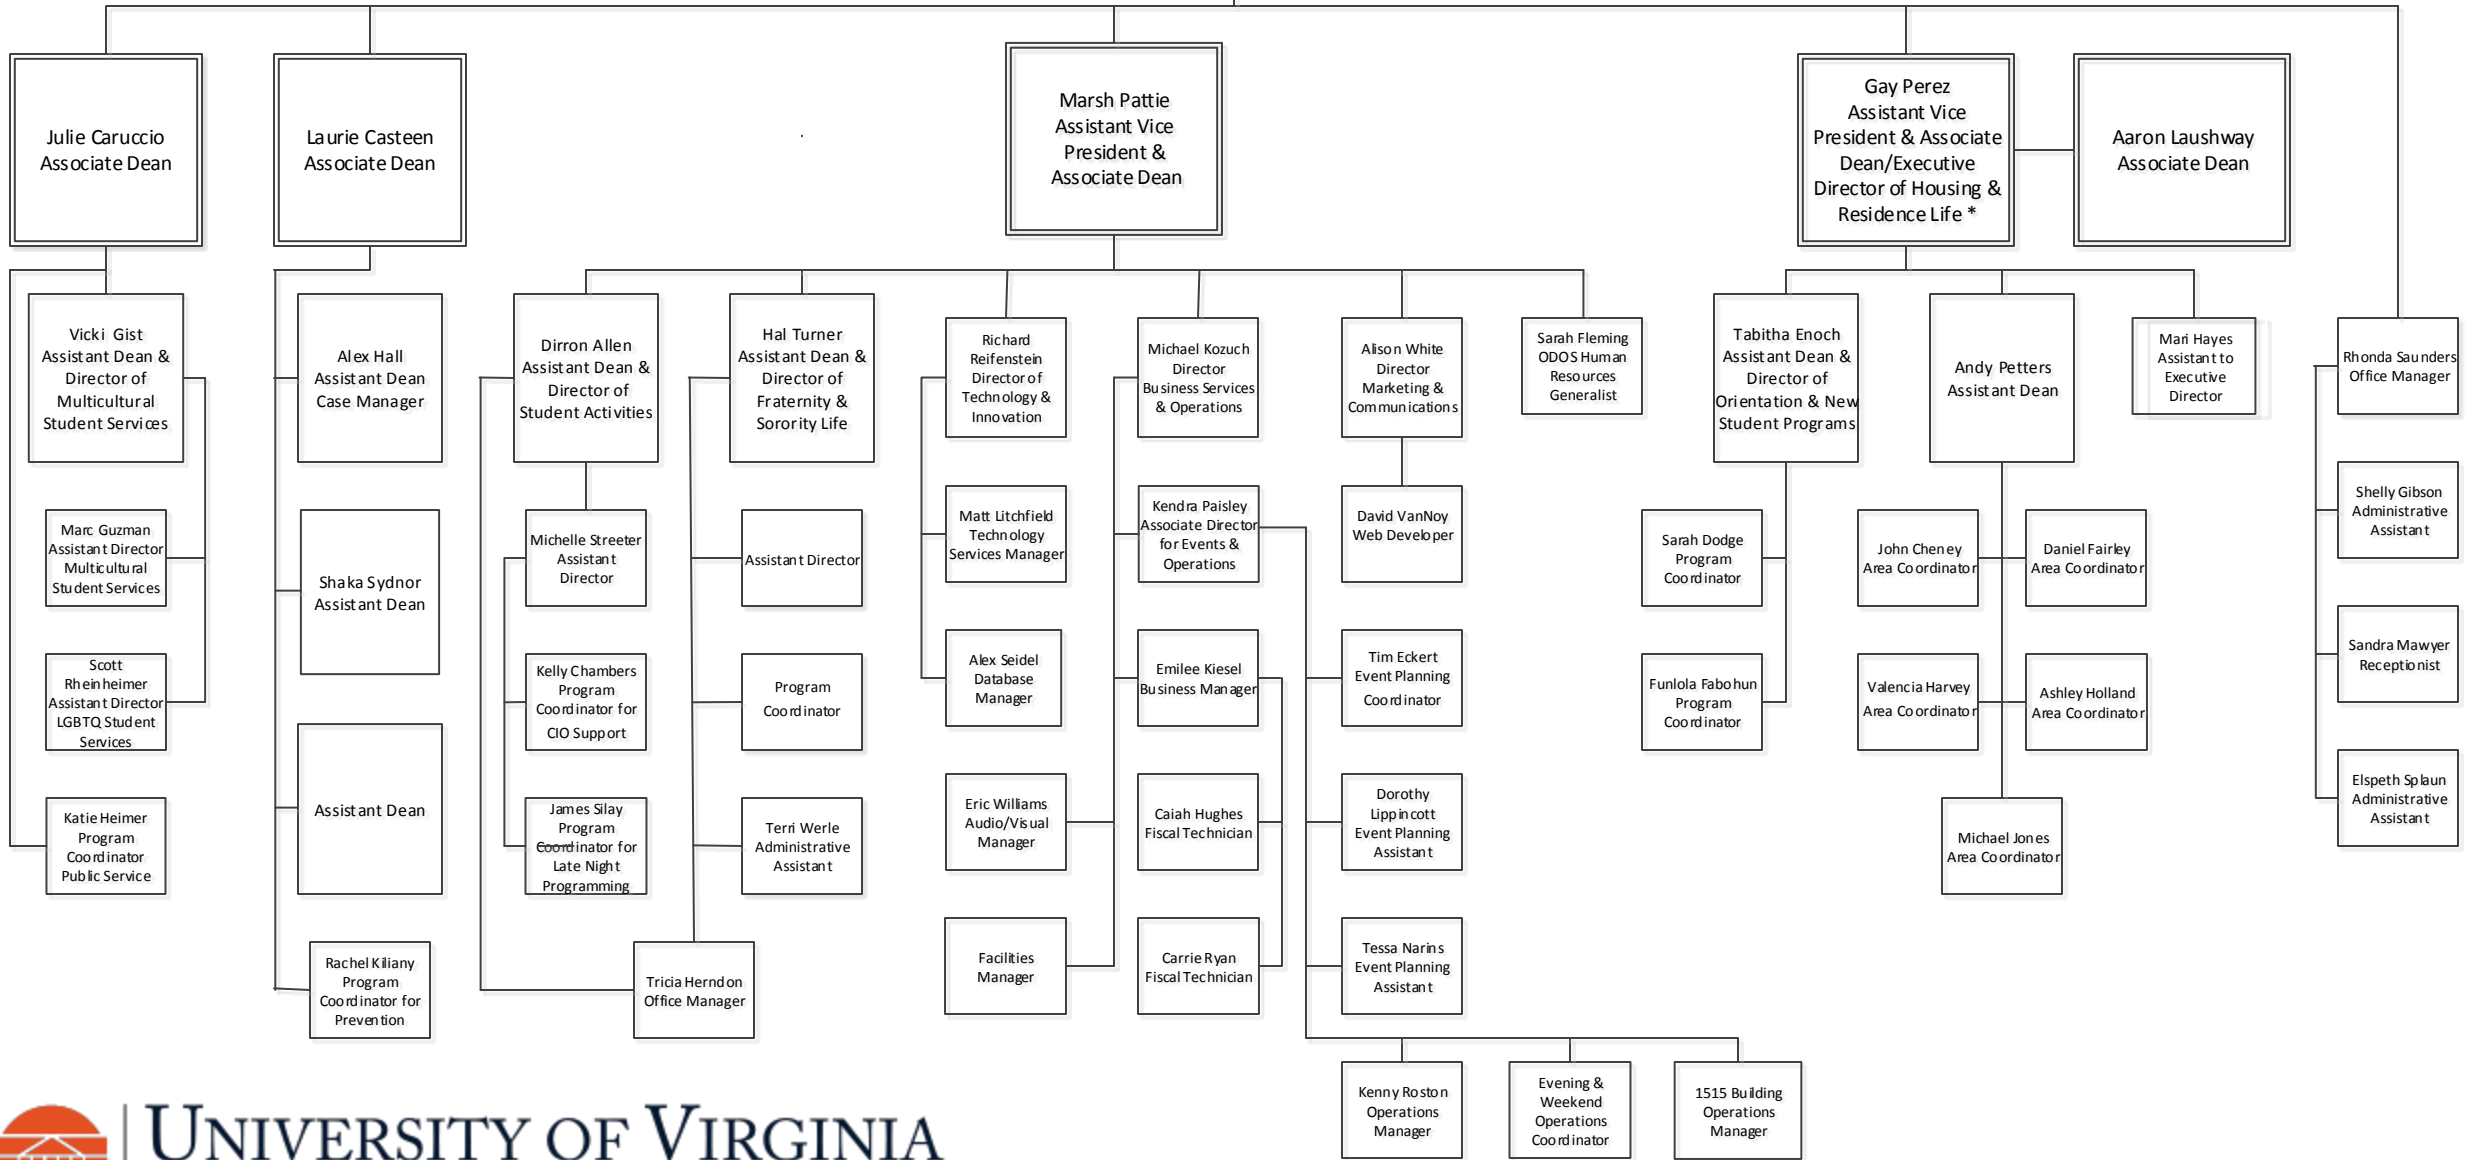 Julie Caruccio
Associate Dean
Laurie Casteen
Associate Dean
Marsh Pattie
Assistant Vice
President &
Associate Dean
Gay Perez
Assistant Vice
President & Associate
Dean/Executive
Director of Housing &
Residence Life *
Aaron Laushway
Associate Dean
Vicki Gist
Assistant Dean &
Director of
Multicultural
Student Services
Marc Guzman
Assistant Director
Multicultural
Student Services
Scott
Rheinheimer
Assistant Director
LGBTQ Student
Services
Katie Heimer
Program
Coordinator
Public Service
Alex Hall
Assistant Dean
Case Manager
Shaka Sydnor
Assistant Dean
Assistant Dean
Rachel Kiliany
Program
Coordinator for
Prevention
Dirron Allen
Assistant Dean &
Director of
Student Activities
Michelle Streeter
Assistant
Director
Kelly Chambers
Program
Coordinator for
CIO Support
James Silay
Program
Coordinator for
Late Night
Programming
Hal Turner
Assistant Dean &
Director of
Fraternity &
Sorority Life
Assistant Director
Program
Coordinator
Terri Werle
Administrative
Assistant
Tricia Herndon
Office Manager
Richard
Reifenstein
Director of
Technology &
Innovation
Matt Litchfield
Technology
Services Manager
Alex Seidel
Database
Manager
Michael Kozuch
Director
Business Services
& Operations
Kendra Paisley
Associate Director
for Events &
Operations
Emilee Kiesel
Business Manager
Eric Williams
Audio/Visual
Manager
Caiah Hughes
Fiscal Technician
Facilities
Manager
Carrie Ryan
Fiscal Technician
Alison White
Director
Marketing &
Communications
David VanNoy
Web Developer
Tim Eckert
Event Planning
Coordinator
Dorothy
Lippincott
Event Planning
Assistant
Tessa Narins
Event Planning
Assistant
Kenny Roston
Operations
Manager
Evening &
Weekend
Operations
Coordinator
1515 Building
Operations
Manager
Sarah Fleming
ODOS Human
Resources
Generalist
Tabitha Enoch
Assistant Dean &
Director of
Orientation & New
Student Programs
Sarah Dodge
Program
Coordinator
Funlola Fabohun
Program
Coordinator
Andy Petters
Assistant Dean
John Cheney
Area Coordinator
Daniel Fairley
Area Coordinator
Valencia Harvey
Area Coordinator
Ashley Holland
Area Coordinator
Michael Jones
Area Coordinator
Mari Hayes
Assistant to
Executive
Director
Rhonda Saunders
Office Manager
Shelly Gibson
Administrative
Assistant
Sandra Mawyer
Receptionist
Elspeth Splaun
Administrative
Assistant
UNIVERSITY OF VIRGINIA